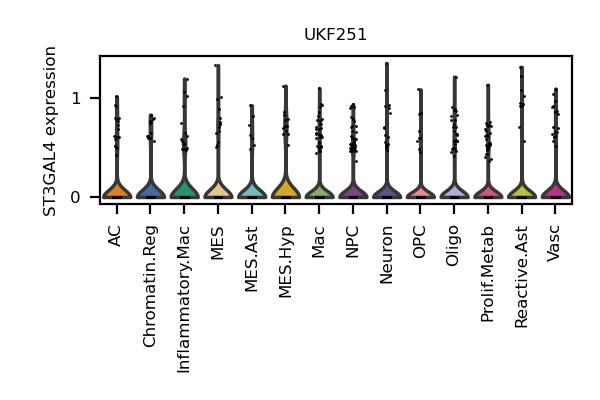 UKF251
ST3GAL4 expression
1
0
AC
Chromatin.Reg
Inflammatory.Mac
MES
MES.Ast
MES.Hyp
Mac
NPC
Neuron
OPC
Oligo
Prolif.Metab
Reactive.Ast
Vasc